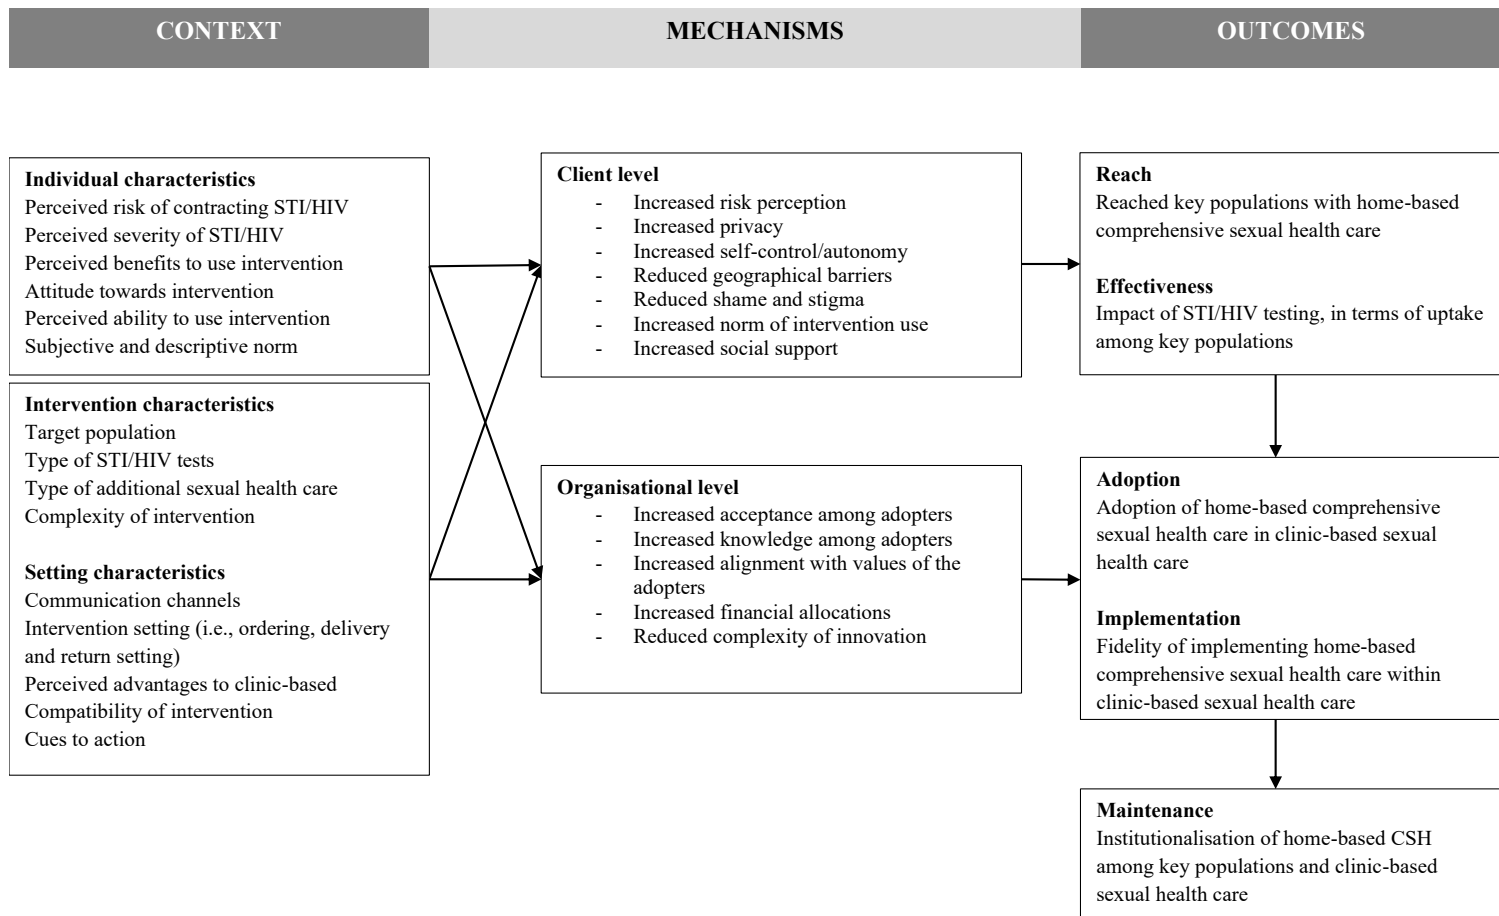 CONTEXT
MECHANISMS
OUTCOMES
Individual characteristics
Perceived risk of contracting STI/HIV
Perceived severity of STI/HIV
Perceived benefits to use intervention
Attitude towards intervention
Perceived ability to use intervention
Subjective and descriptive norm
Intervention characteristics
Target population
Type of STI/HIV tests
Type of additional sexual health care
Complexity of intervention
Setting characteristics
Communication channels
Intervention setting (i.e., ordering, delivery
and return setting)
Perceived advantages to clinic-based
Compatibility of intervention
Cues to action
Client level
- Increased risk perception
- Increased privacy
- Increased self-control/autonomy
- Reduced geographical barriers
- Reduced shame and stigma
- Increased norm of intervention use
- Increased social support
Organisational level
- Increased acceptance among adopters
- Increased knowledge among adopters
- Increased alignment with values of the
adopters
- Increased financial allocations
- Reduced complexity of innovation
Reach
Reached key populations with home-based
comprehensive sexual health care
Effectiveness
Impact of STI/HIV testing, in terms of uptake
among key populations
Adoption
Adoption of home-based comprehensive
sexual health care in clinic-based sexual
health care
Implementation
Fidelity of implementing home-based
comprehensive sexual health care within
clinic-based sexual health care
Maintenance
Institutionalisation of home-based CSH
among key populations and clinic-based
sexual health care